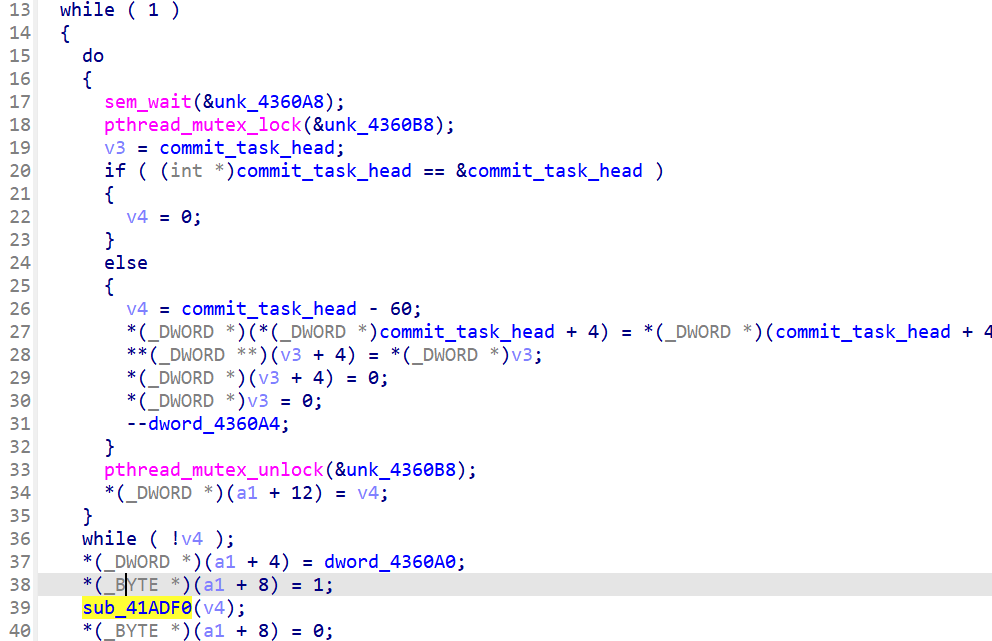 13 while ( 1 )
14 {
15 do
16 {
17 sem_wait(&unk_4360A8);
18 pthread_mutex_lock(&unk_4360B8);
19 v3 = commit_task_head;
20 if ( (int *)commit_task_head == &commit_task_head )
21 {
22 v4 = 0;
23 }
24 else
25 {
26 v4 = commit_task_head - 60;
27 *(_DWORD *)(*(_DWORD *)commit_task_head + 4) = *(_DWORD *)(commit_task_head + 4
28 **(_DWORD **)(v3 + 4) = *(_DWORD *)v3;
29 *(_DWORD *)(v3 + 4) = 0;
30 *(_DWORD *)v3 = 0;
31 --dword_4360A4;
32 }
33 pthread_mutex_unlock(&unk_4360B8);
34 *(_DWORD *)(a1 + 12) = v4;
35 }
36 while ( !v4 );
37 *(_DWORD *)(a1 + 4) = dword_4360A0;
38 *(_BYTE *)(a1 + 8) = 1;
39 sub_41ADF0(v4);
40 *(_BYTE *)(a1 + 8) = 0;